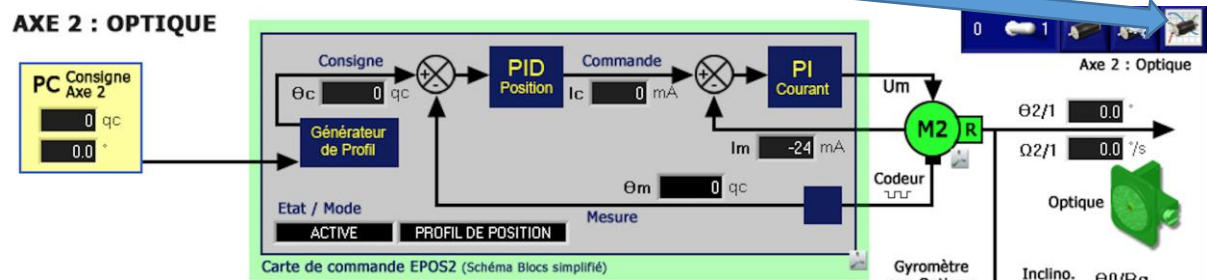 AXE 2 : OPTIQUE
0 1
Axe 2 : Optique
PC Consigne
Axe 2
0 qc
0.0 °
Consigne
Θc 0 qc
Générateur
de Profil
PID
Position
Commande
Ic 0 mA
PI
Courant
Um
M2 R
Im -24 mA
Θ2/1 0.0 °
Ω2/1 0.0 °/s
Codeur
Θm 0 qc
Mesure
Optique
Etat / Mode
ACTIVE PROFIL DE POSITION
Carte de commande EPOS2 (Schéma Blocs simplifié)
Gyromètre
Inclino.